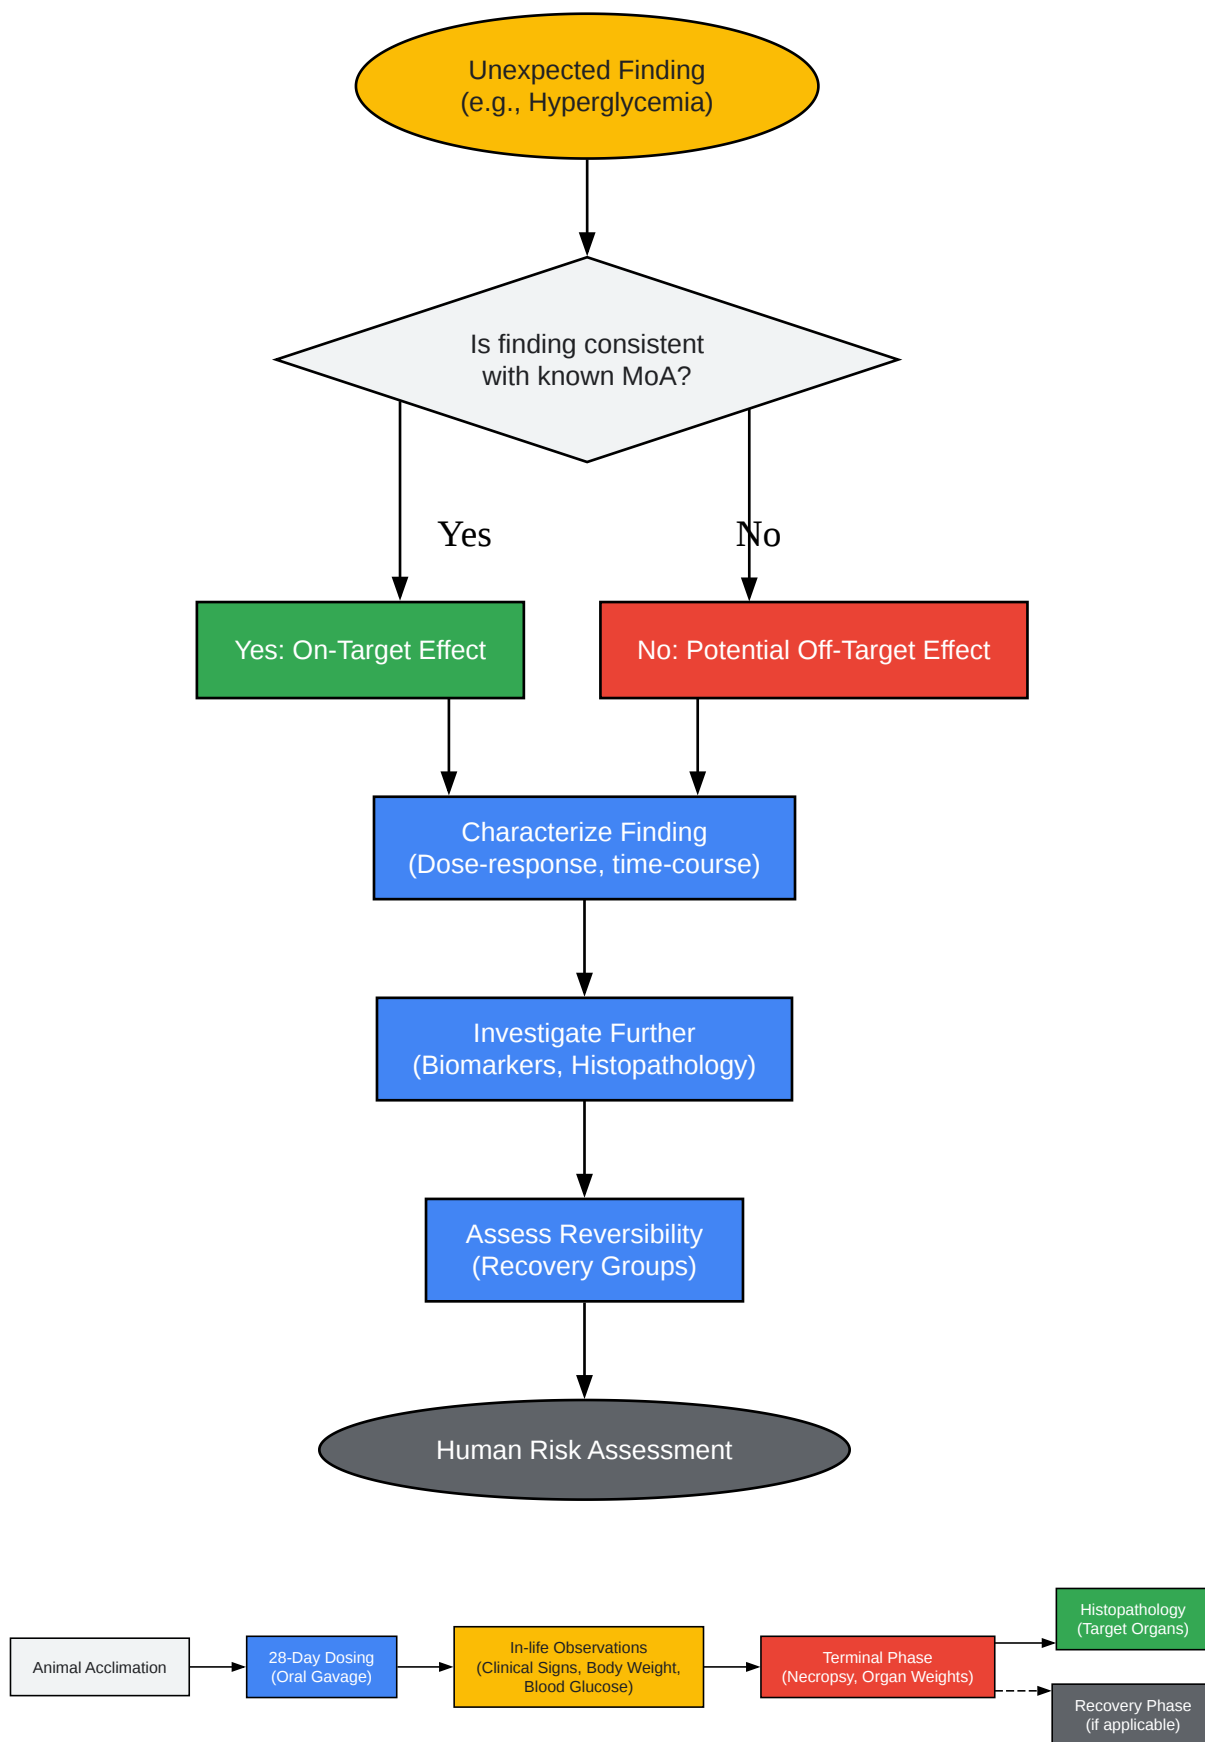 Unexpected Finding
(e.g., Hyperglycemia)
Is finding consistent
with known MoA?
Yes
No
Yes: On-Target Effect
No: Potential Off-Target Effect
Characterize Finding
(Dose-response, time-course)
Investigate Further
(Biomarkers, Histopathology)
Assess Reversibility
(Recovery Groups)
Human Risk Assessment
Animal Acclimation
28-Day Dosing
(Oral Gavage)
In-life Observations
(Clinical Signs, Body Weight,
Blood Glucose)
Terminal Phase
(Necropsy, Organ Weights)
Histopathology
(Target Organs)
Recovery Phase
(if applicable)